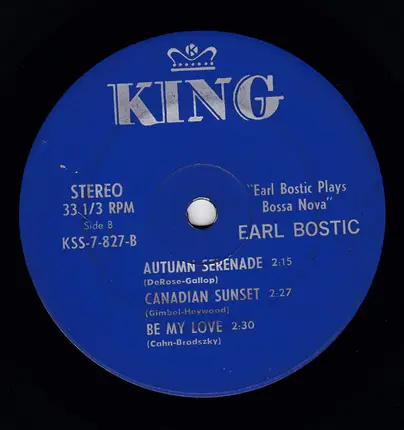 K
KING
STEREO
33 1/3 RPM
Side B
KSS-7-827-B
"Earl Bostic Plays
Bossa Nova"
EARL BOSTIC
AUTUMN SERENADE 2:15
(DeRose-Gallop)
CANADIAN SUNSET 2:27
(Gimbel-Heywood)
BE MY LOVE 2:30
(Cahn-Brodszky)